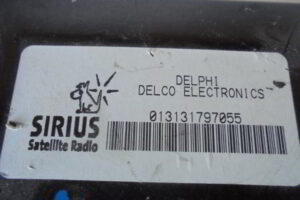 DELPHI
DELCO ELECTRONICS™
013131797055
SIRIUS
Satellite Radio